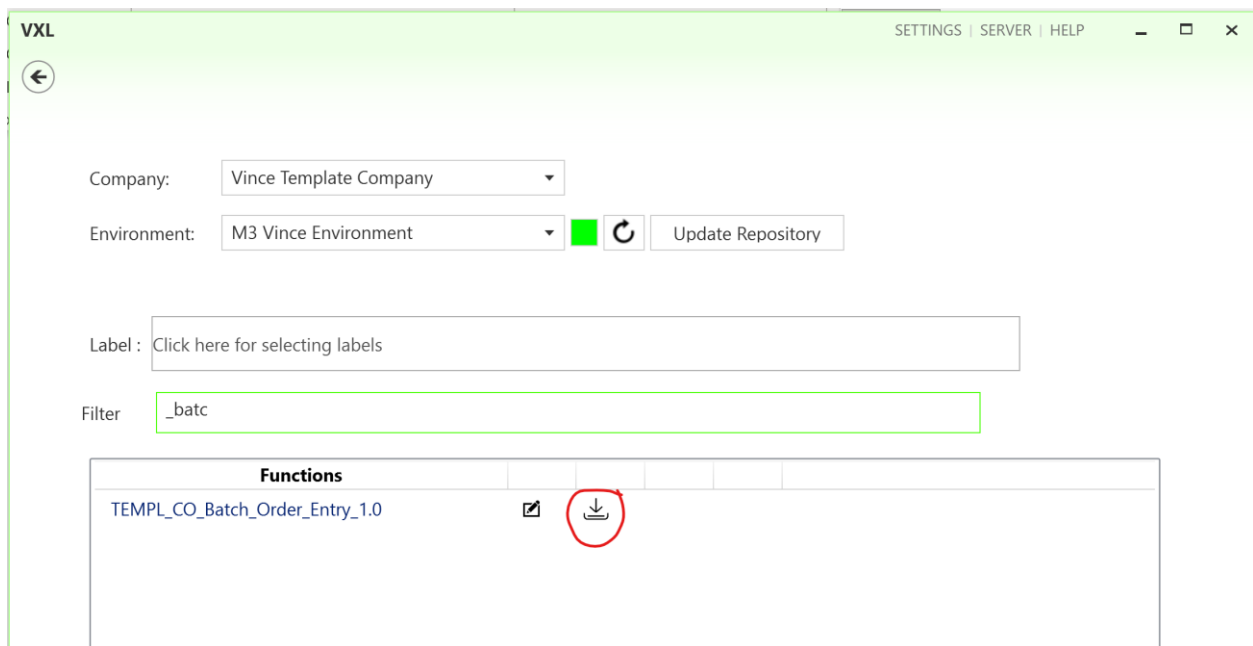 VXL
SETTINGS | SERVER | HELP
Company: Vince Template Company
Environment: M3 Vince Environment Update Repository
Label : Click here for selecting labels
Filter _batc
Functions
TEMPL_CO_Batch_Order_Entry_1.0